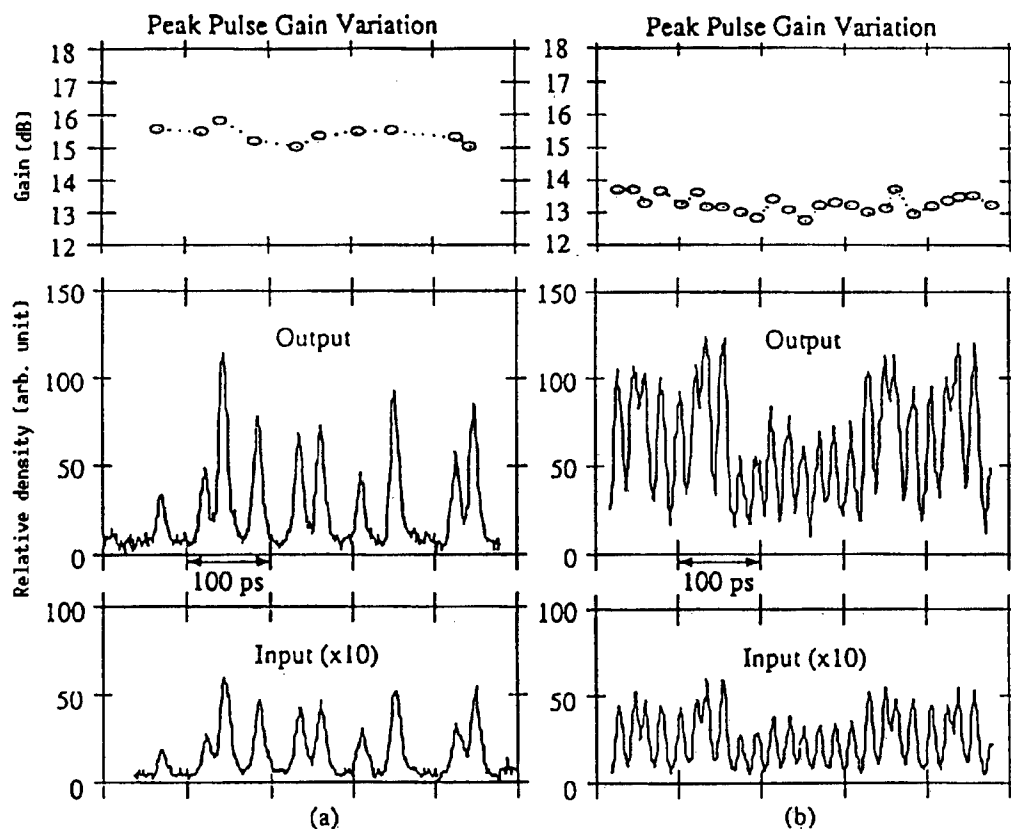 Peak Pulse Gain Variation
18
17
16
15
14
13
12
Gain (dB)
150
100
50
0
Output
Relative density (arb. unit)
100 ps
100
50
0
Input (x10)
(a)
Peak Pulse Gain Variation
18
17
16
15
14
13
12
150
100
50
0
Output
100 ps
100
50
0
Input (x10)
(b)